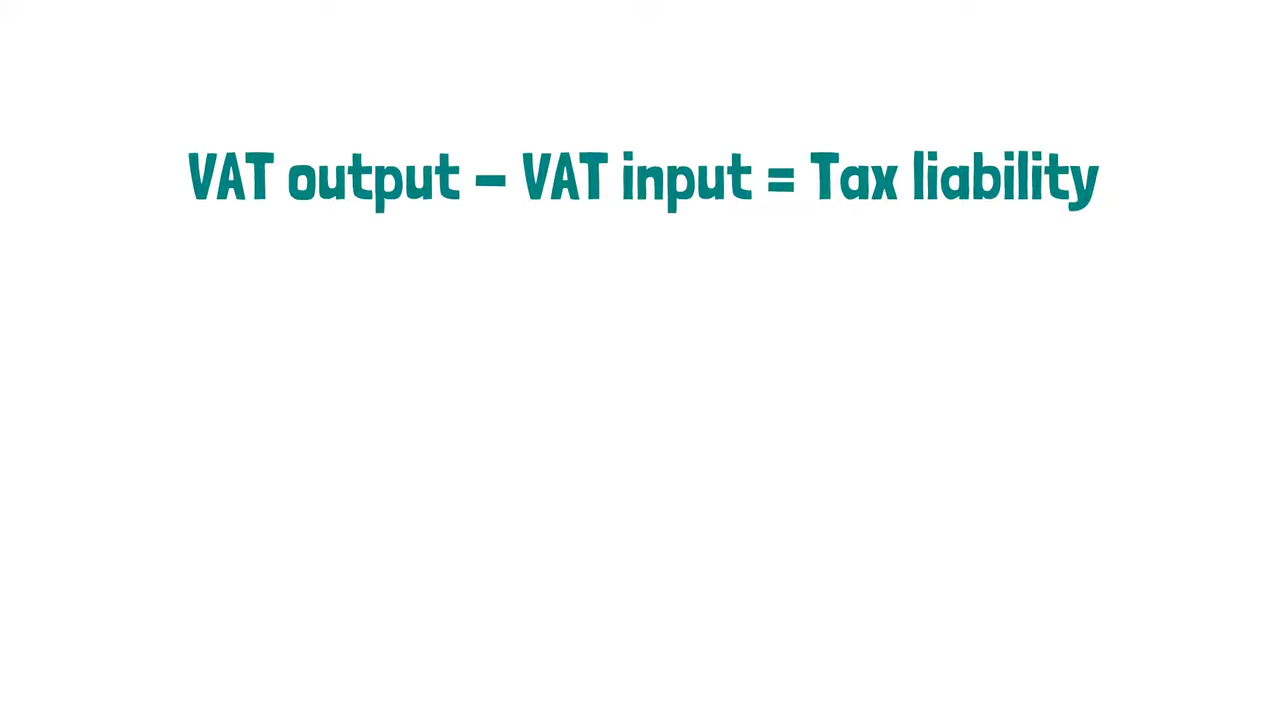 VAT output – VAT input = Tax liability